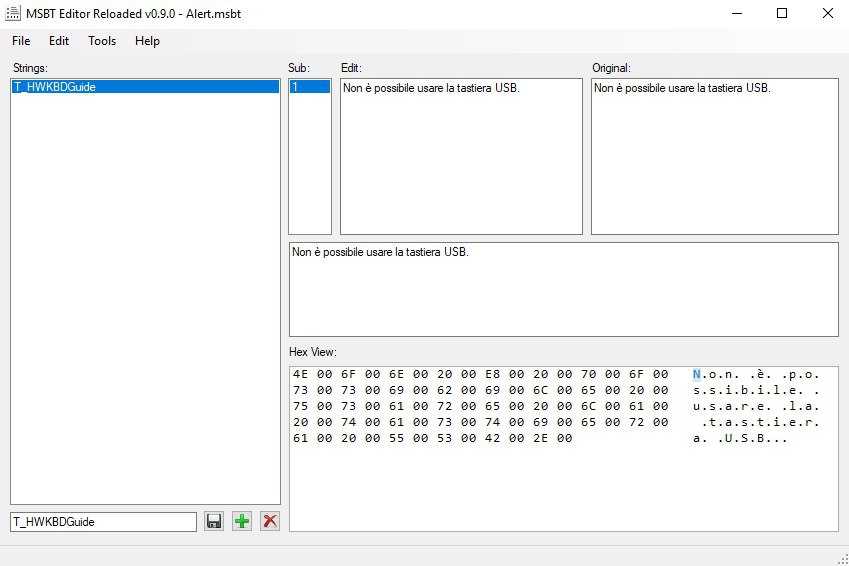 MSBT Editor Reloaded v0.9.0 - Alert.msbt
File Edit Tools Help
Strings:
T_HWKBDGuide
Sub:
1
Edit:
Non è possibile usare la tastiera USB.
Original:
Non è possibile usare la tastiera USB.
Non è possibile usare la tastiera USB.
Hex View:
4E 00 6F 00 6E 00 20 00 E8 00 20 00 70 00 6F 00 N.o.n. .è. .p.o.
73 00 73 00 69 00 62 00 69 00 6C 00 65 00 20 00 s.s.i.b.i.l.e. .
75 00 73 00 61 00 72 00 65 00 20 00 6C 00 61 00 u.s.a.r.e. .l.a.
20 00 74 00 61 00 73 00 74 00 69 00 65 00 72 00 .t.a.s.t.i.e.r.
61 00 20 00 55 00 53 00 42 00 2E 00 a. .U.S.B...
T_HWKBDGuide